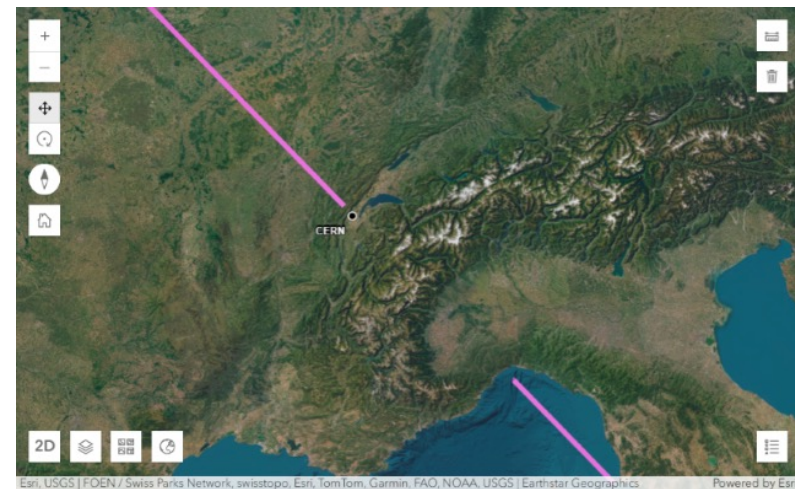 CERN
2D
Esri, USGS | FOEN / Swiss Parks Network, swisstopo, Esri, TomTom, Garmin, FAO, NOAA, USGS | Earthstar Geographics Powered by Esri